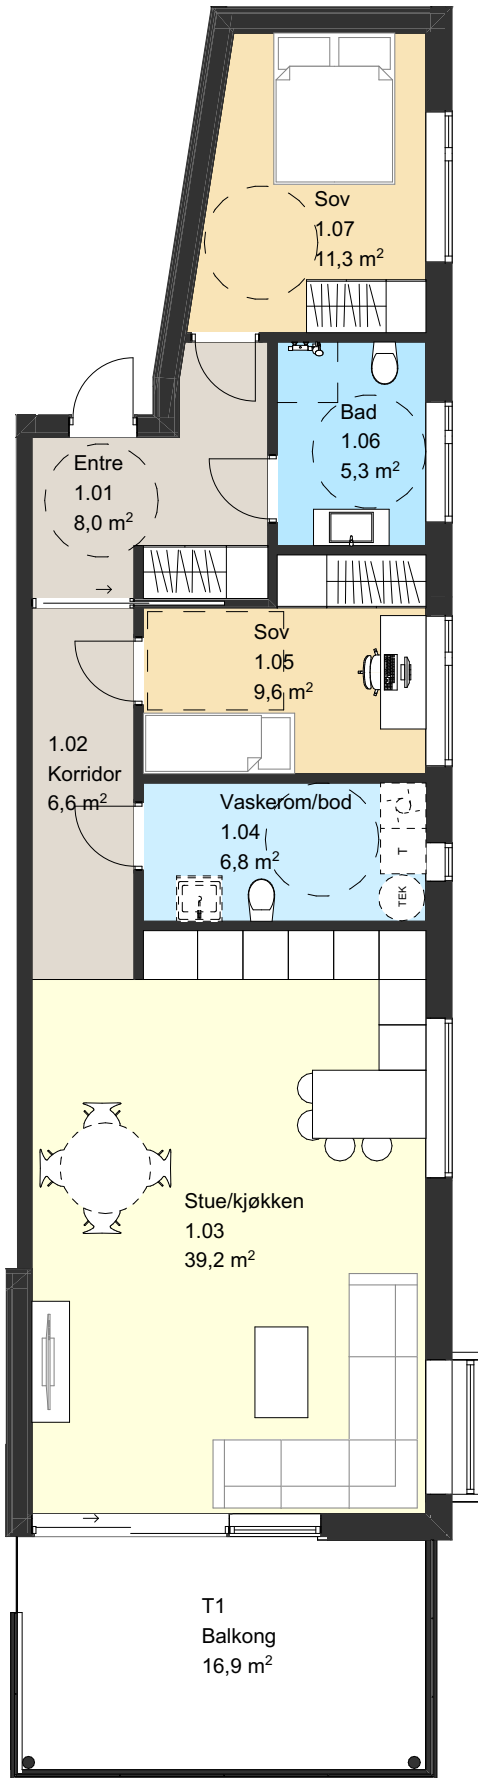 Sov
1.07
11,3 m²
Bad
1.06
5,3 m²
Entre
1.01
8,0 m²
Sov
1.05
9,6 m²
1.02
Korridor
6,6 m²
Vaskerom/bod
1.04
6,8 m²
T
TEK
Stue/kjøkken
1.03
39,2 m²
T1
Balkong
16,9 m²